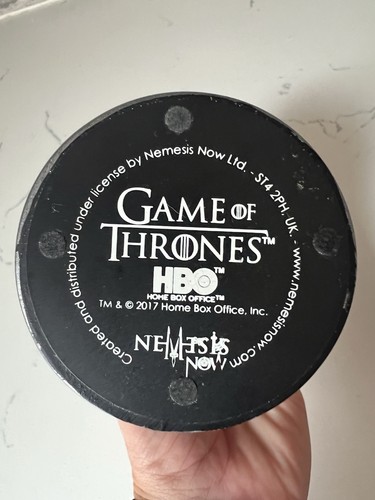 Created and distributed under license by Nemesis Now Ltd. - ST4 2PH, UK. - www.nemesisnow.com
GAME OF
THRONES™
HBO™
HOME BOX OFFICE™
TM & © 2017 Home Box Office, Inc.
NEMESIS
NOW